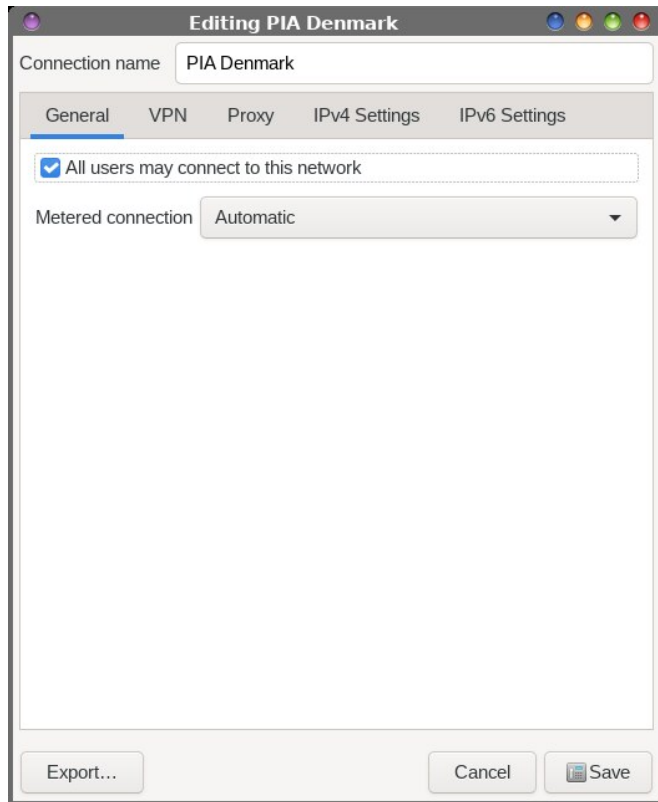 Editing PIA Denmark
Connection name PIA Denmark
General VPN Proxy IPv4 Settings IPv6 Settings
All users may connect to this network
Metered connection Automatic
Export... Cancel Save